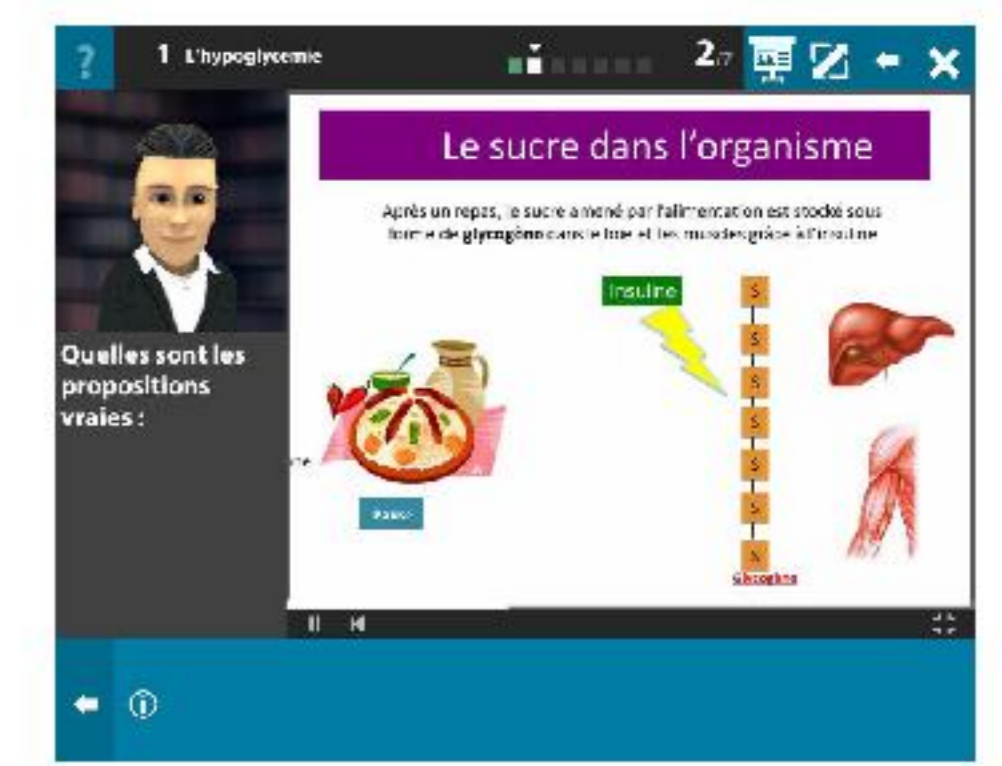 ?
1 L'hypoglycemie
2/7
Le sucre dans l'organisme
Après un repas, le sucre amené par l'alimentation est stocké sous
forme de glycogène dans le foie et les muscles grâce à l'insuline
Insuline
S
S
S
S
S
S
S
Glycogène
Quelles sont les
propositions
vraies :